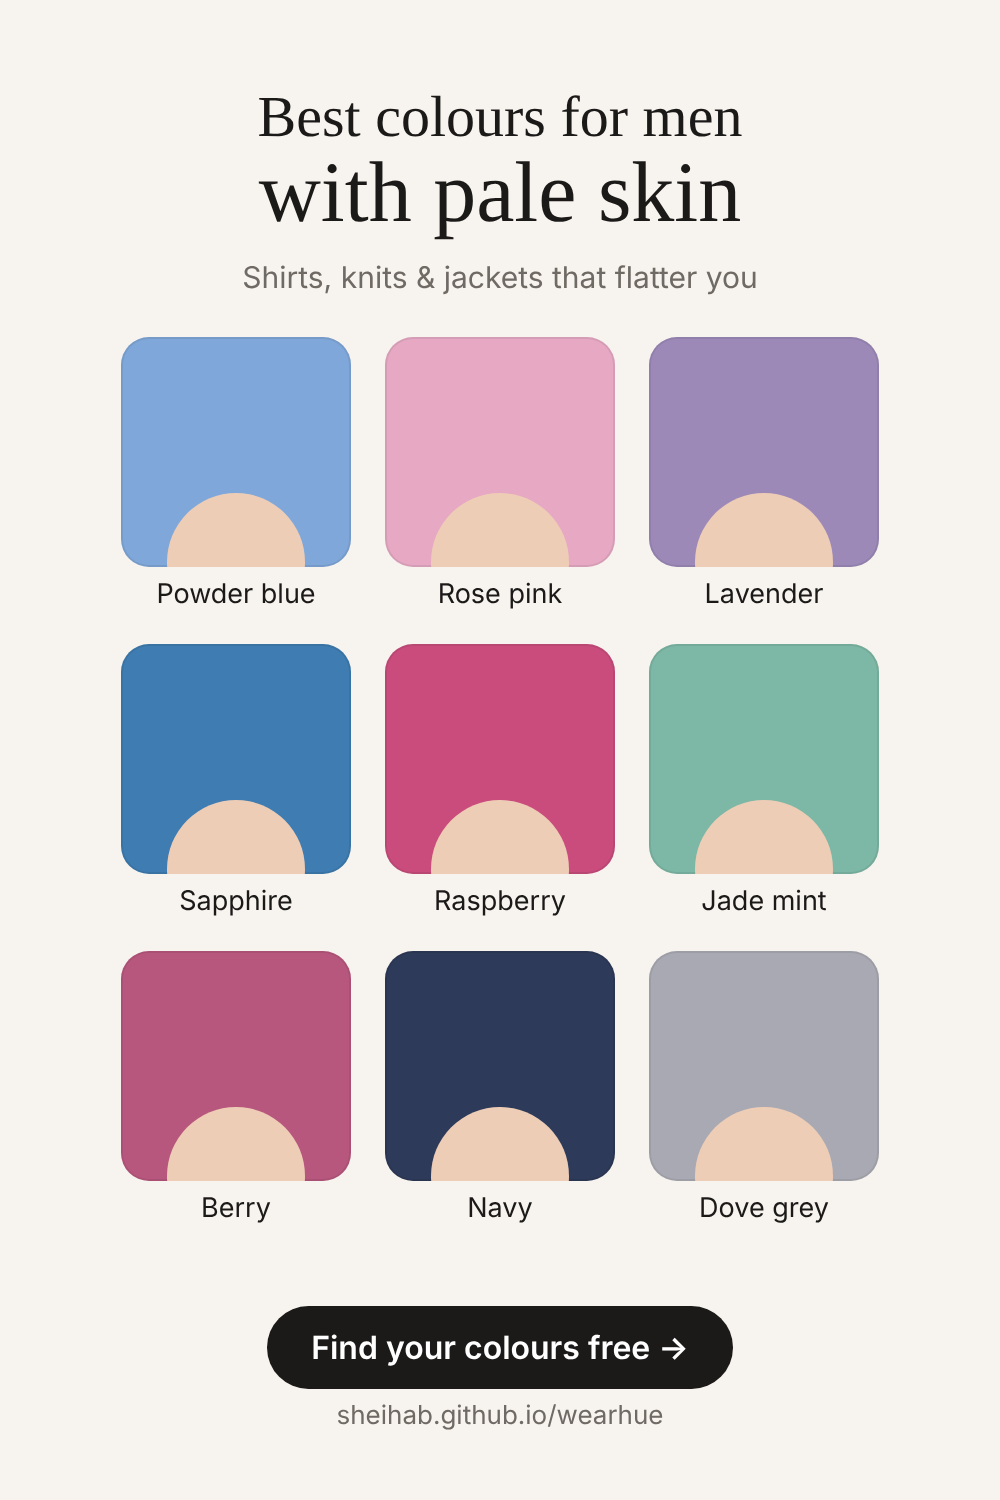 Best colours for men
with pale skin
Shirts, knits & jackets that flatter you
Powder blue
Rose pink
Lavender
Sapphire
Raspberry
Jade mint
Berry
Navy
Dove grey
Find your colours free →
sheihab.github.io/wearhue